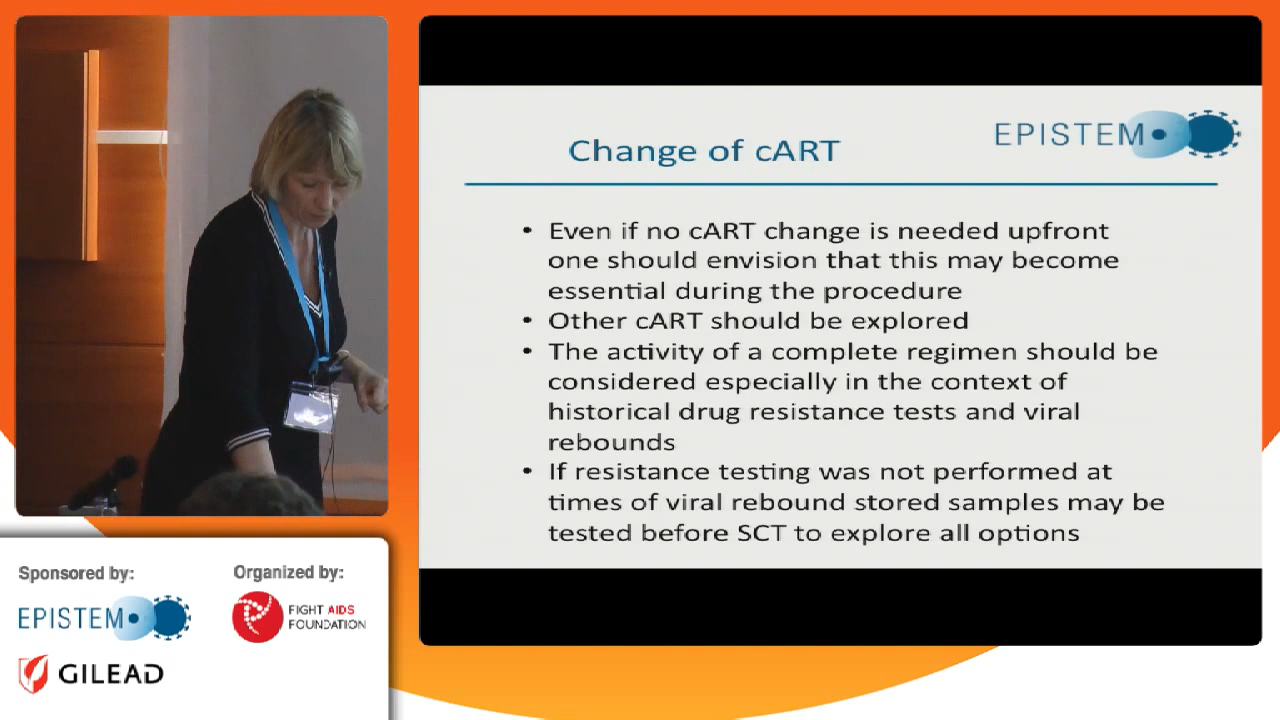 EPISTEM
Change of cART
• Even if no cART change is needed upfront
one should envision that this may become
essential during the procedure
• Other cART should be explored
• The activity of a complete regimen should be
considered especially in the context of
historical drug resistance tests and viral
rebounds
• If resistance testing was not performed at
times of viral rebound stored samples may be
tested before SCT to explore all options
Sponsored by:
EPISTEM
GILEAD
Organized by:
FIGHT AIDS
FOUNDATION